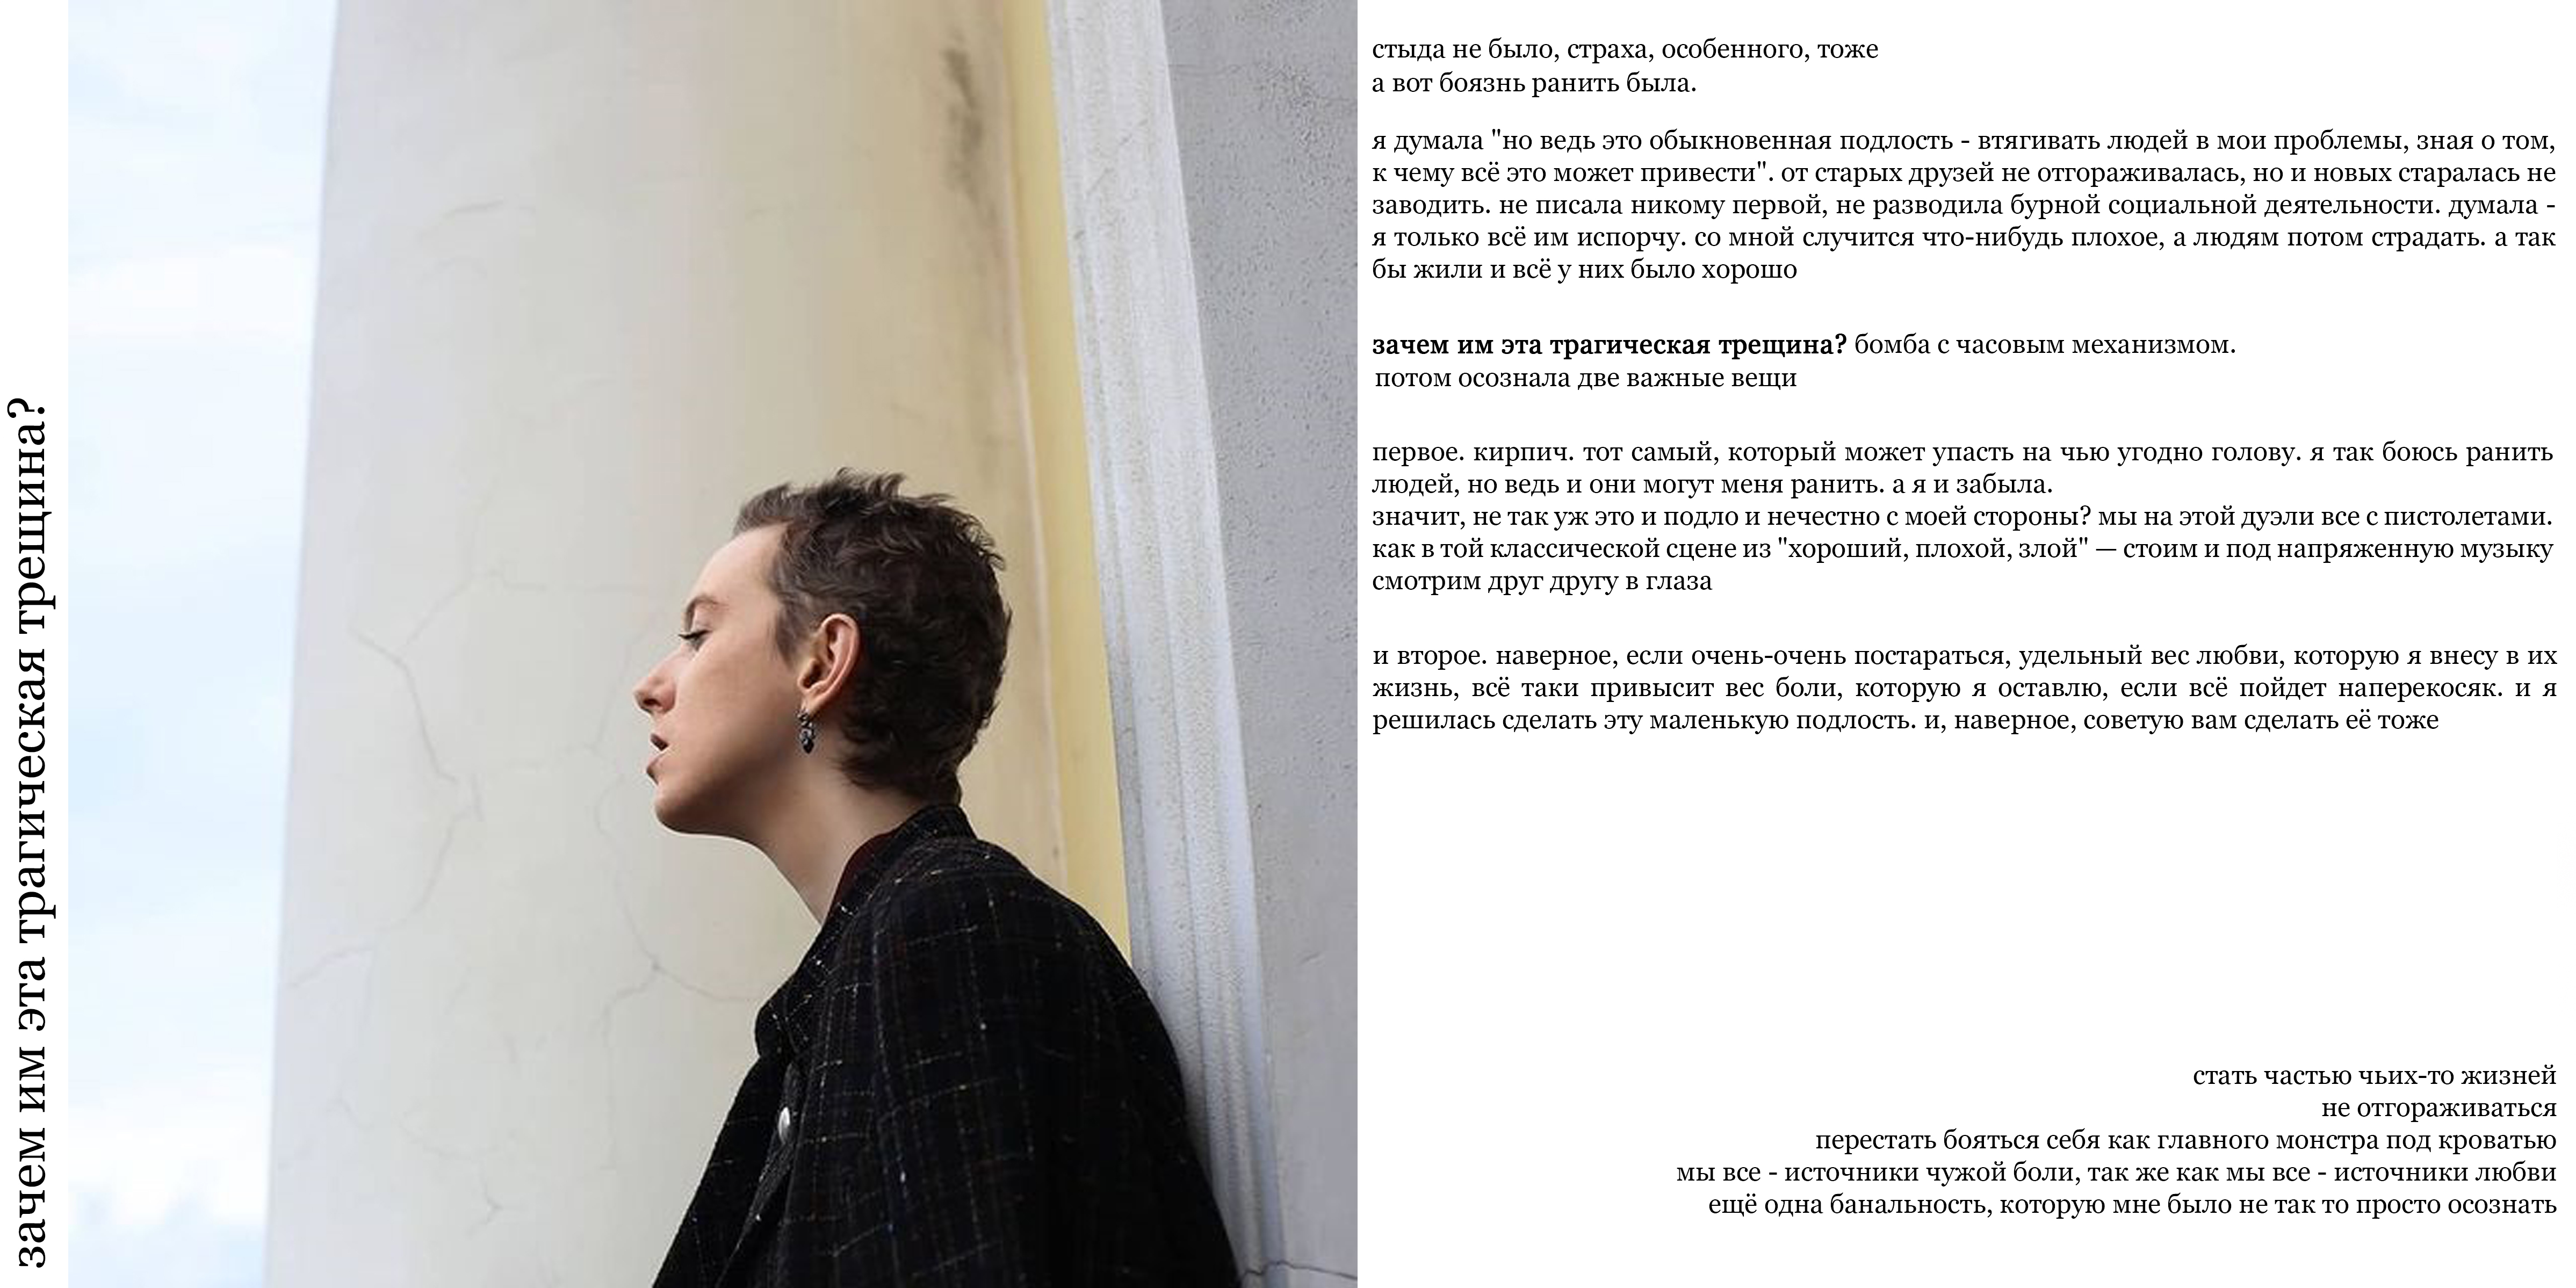 зачем им эта трагическая трещина?
стыда не было, страха, особенного, тоже
а вот боязнь ранить была.
я думала "но ведь это обыкновенная подлость - втягивать людей в мои проблемы, зная о том,
к чему всё это может привести". от старых друзей не отгораживалась, но и новых старалась не
заводить. не писала никому первой, не разводила бурной социальной деятельности. думала -
я только всё им испорчу. со мной случится что-нибудь плохое, а людям потом страдать. а так
бы жили и всё у них было хорошо
зачем им эта трагическая трещина? бомба с часовым механизмом.
потом осознала две важные вещи
первое. кирпич. тот самый, который может упасть на чью угодно голову. я так боюсь ранить
людей, но ведь и они могут меня ранить. а я и забыла.
значит, не так уж это и подло и нечестно с моей стороны? мы на этой дуэли все с пистолетами.
как в той классической сцене из "хороший, плохой, злой" — стоим и под напряженную музыку
смотрим друг другу в глаза
и второе. наверное, если очень-очень постараться, удельный вес любви, которую я внесу в их
жизнь, всё таки привысит вес боли, которую я оставлю, если всё пойдет наперекосяк. и я
решилась сделать эту маленькую подлость. и, наверное, советую вам сделать её тоже
стать частью чьих-то жизней
не отгораживаться
перестать бояться себя как главного монстра под кроватью
мы все - источники чужой боли, так же как мы все - источники любви
ещё одна банальность, которую мне было не так то просто осознать